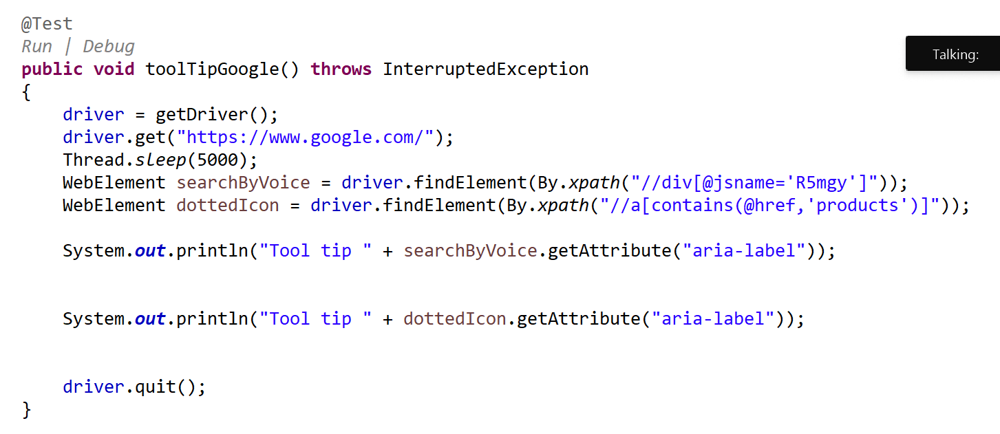 @Test
Run | Debug
public void toolTipGoogle() throws InterruptedException
Talking:
{
driver = getDriver();
driver.get("https://www.google.com/");
Thread.sleep(5000);
WebElement searchByVoice = driver.findElement(By.xpath("//div[@jsname='R5mgy']"));
WebElement dottedIcon = driver.findElement(By.xpath("//a[contains(@href,'products')]"));
System.out.println("Tool tip " + searchByVoice.getAttribute("aria-label"));
System.out.println("Tool tip " + dottedIcon.getAttribute("aria-label"));
driver.quit();
}